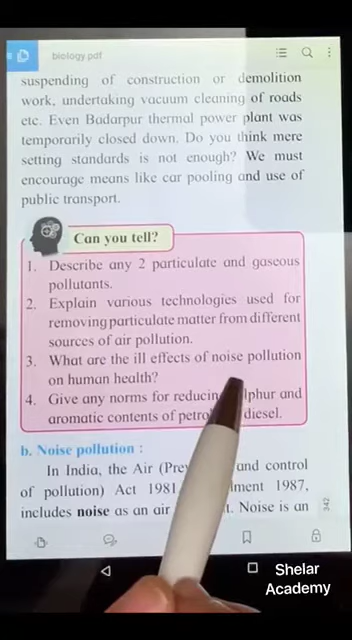 biology.pdf
suspending of construction or demolition
work, undertaking vacuum cleaning of roads
etc. Even Badarpur thermal power plant was
temporarily closed down. Do you think mere
setting standards is not enough? We must
encourage means like car pooling and use of
public transport.
Can you tell?
1. Describe any 2 particulate and gaseous
pollutants.
2. Explain various technologies used for
removing particulate matter from different
sources of air pollution.
3. What are the ill effects of noise pollution
on human health?
4. Give any norms for reducin lphur and
aromatic contents of petro diesel.
b. Noise pollution :
In India, the Air (Pre and control
of pollution) Act 1981 ment 1987,
includes noise as an air t. Noise is an
342
Shelar
Academy